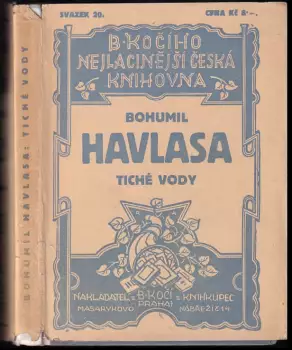 SVAZEK 20.
CENA KČ 8'–.
B·KOČÍHO
NEJLACINĚJŠÍ ČESKÁ
KNIHOVNA
BOHUMIL
HAVLASA
TICHÉ VODY
NAKLADATEL B·KOČÍ KNIHKUPEC
PRAHA I
MASARYKOVO NÁBŘEŽÍ Č 14
BOHUMIL HAVLASA: TICHÉ VODY